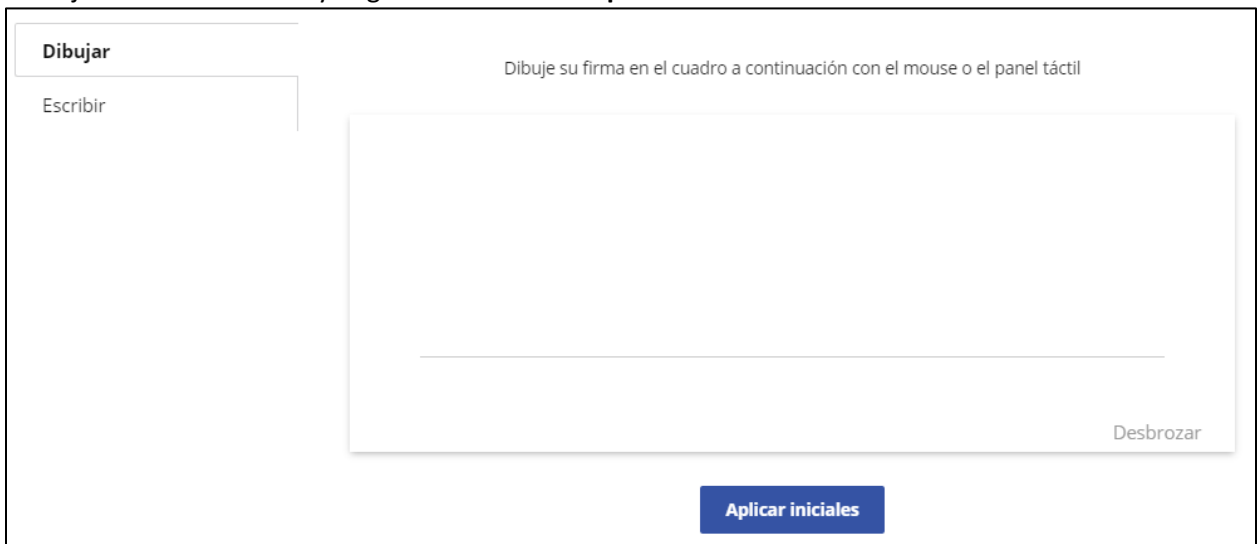 Dibujar
Dibuje su firma en el cuadro a continuación con el mouse o el panel táctil
Escribir
Desbrozar
Aplicar iniciales